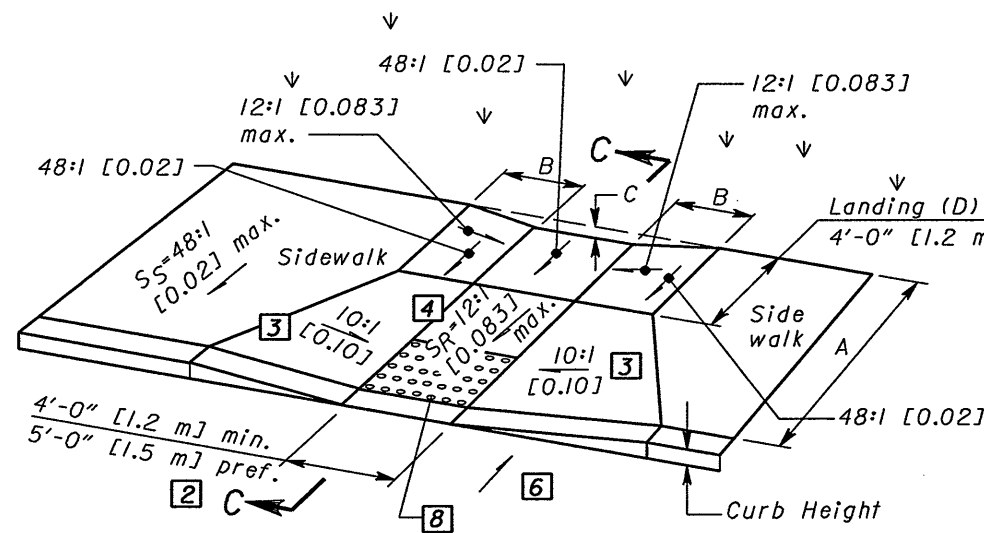 48:1 [0.02]
12:1 [0.083]
max.
12:1 [0.083]
max.
48:1 [0.02]
C
B
C
B
Landing (D)
4'-0" [1.2 m
SS=48:1
[0.02] max.
Sidewalk
4
SR=12:1
[0.083]
max.
3
10:1
[0.10]
10:1
[0.10]
3
Side
walk
A
48:1 [0.02]
4'-0" [1.2 m] min.
5'-0" [1.5 m] pref.
2
C
8
6
Curb Height